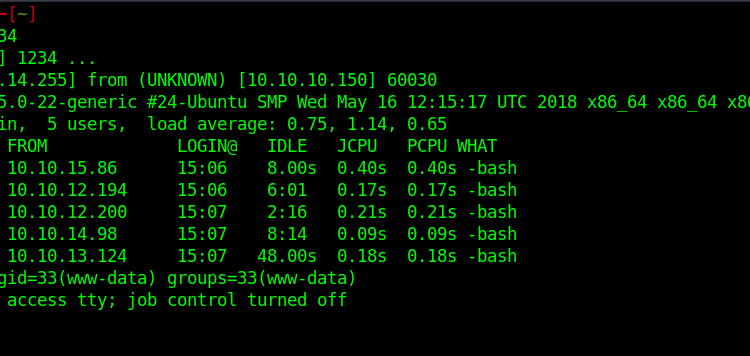 -[~]
34
] 1234 ...
.14.255] from (UNKNOWN) [10.10.10.150] 60030
5.0-22-generic #24-Ubuntu SMP Wed May 16 12:15:17 UTC 2018 x86_64 x86_64 x86
in,  5 users,  load average: 0.75, 1.14, 0.65
FROM             LOGIN@   IDLE   JCPU   PCPU WHAT
10.10.15.86      15:06    8.00s  0.40s  0.40s -bash
10.10.12.194     15:06    6:01   0.17s  0.17s -bash
10.10.12.200     15:07    2:16   0.21s  0.21s -bash
10.10.14.98      15:07    8:14   0.09s  0.09s -bash
10.10.13.124     15:07   48.00s  0.18s  0.18s -bash
gid=33(www-data) groups=33(www-data)
access tty; job control turned off